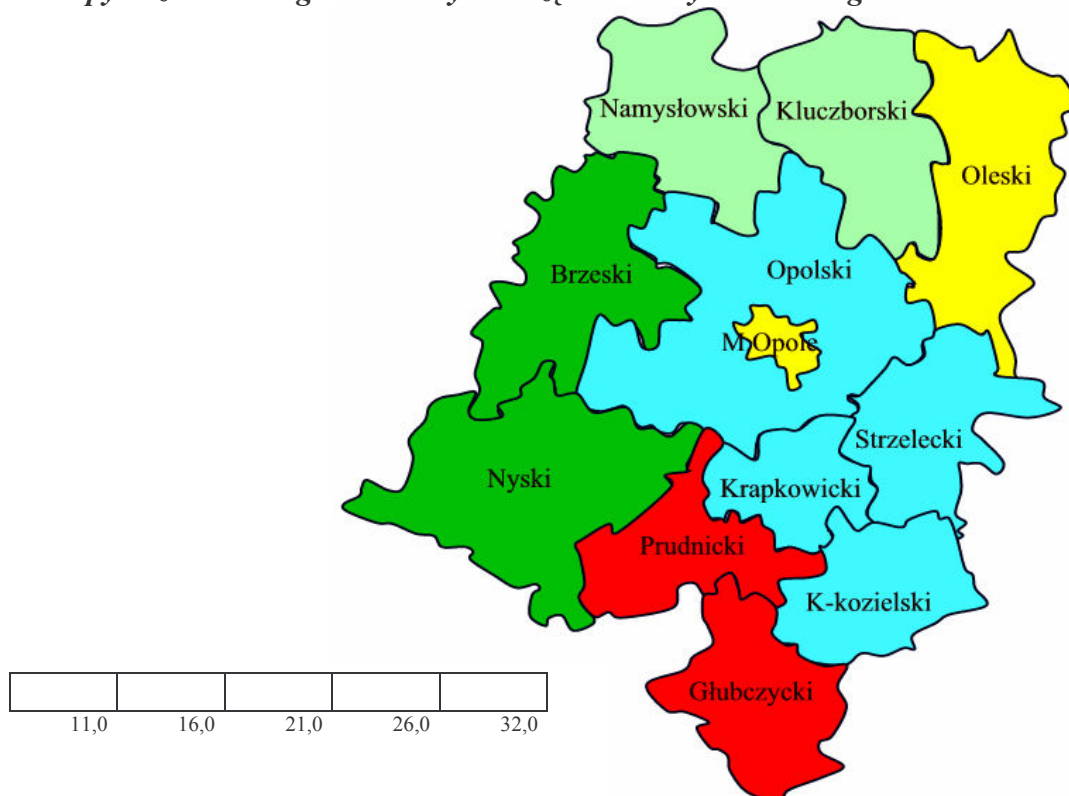 Namysłowski
Kluczborski
Oleski
Brzeski
Opolski
M.Opole
Strzelecki
Nyski
Krapkowicki
Prudnicki
K-kozielski
Głubczycki
11,0 16,0 21,0 26,0 32,0